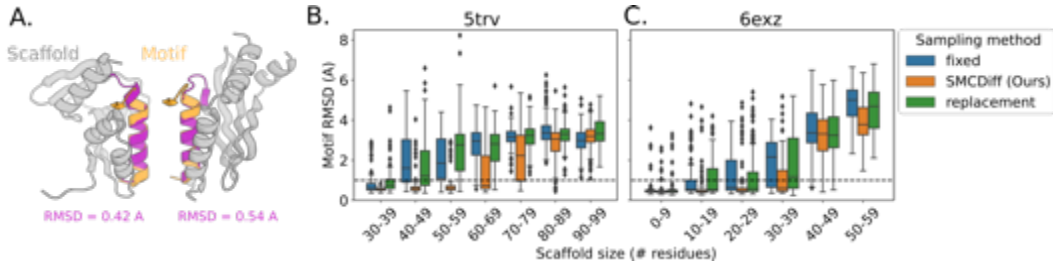 A.
Scaffold
Motif
RMSD = 0.42 A
RMSD = 0.54 A
B.
5trv
Motif RMSD (A)
8
6
4
2
0
30-39
40-49
50-59
60-69
70-79
80-89
90-99
C.
6exz
0-9
10-19
20-29
30-39
40-49
50-59
Scaffold size (# residues)
Sampling method
fixed
SMCDiff (Ours)
replacement